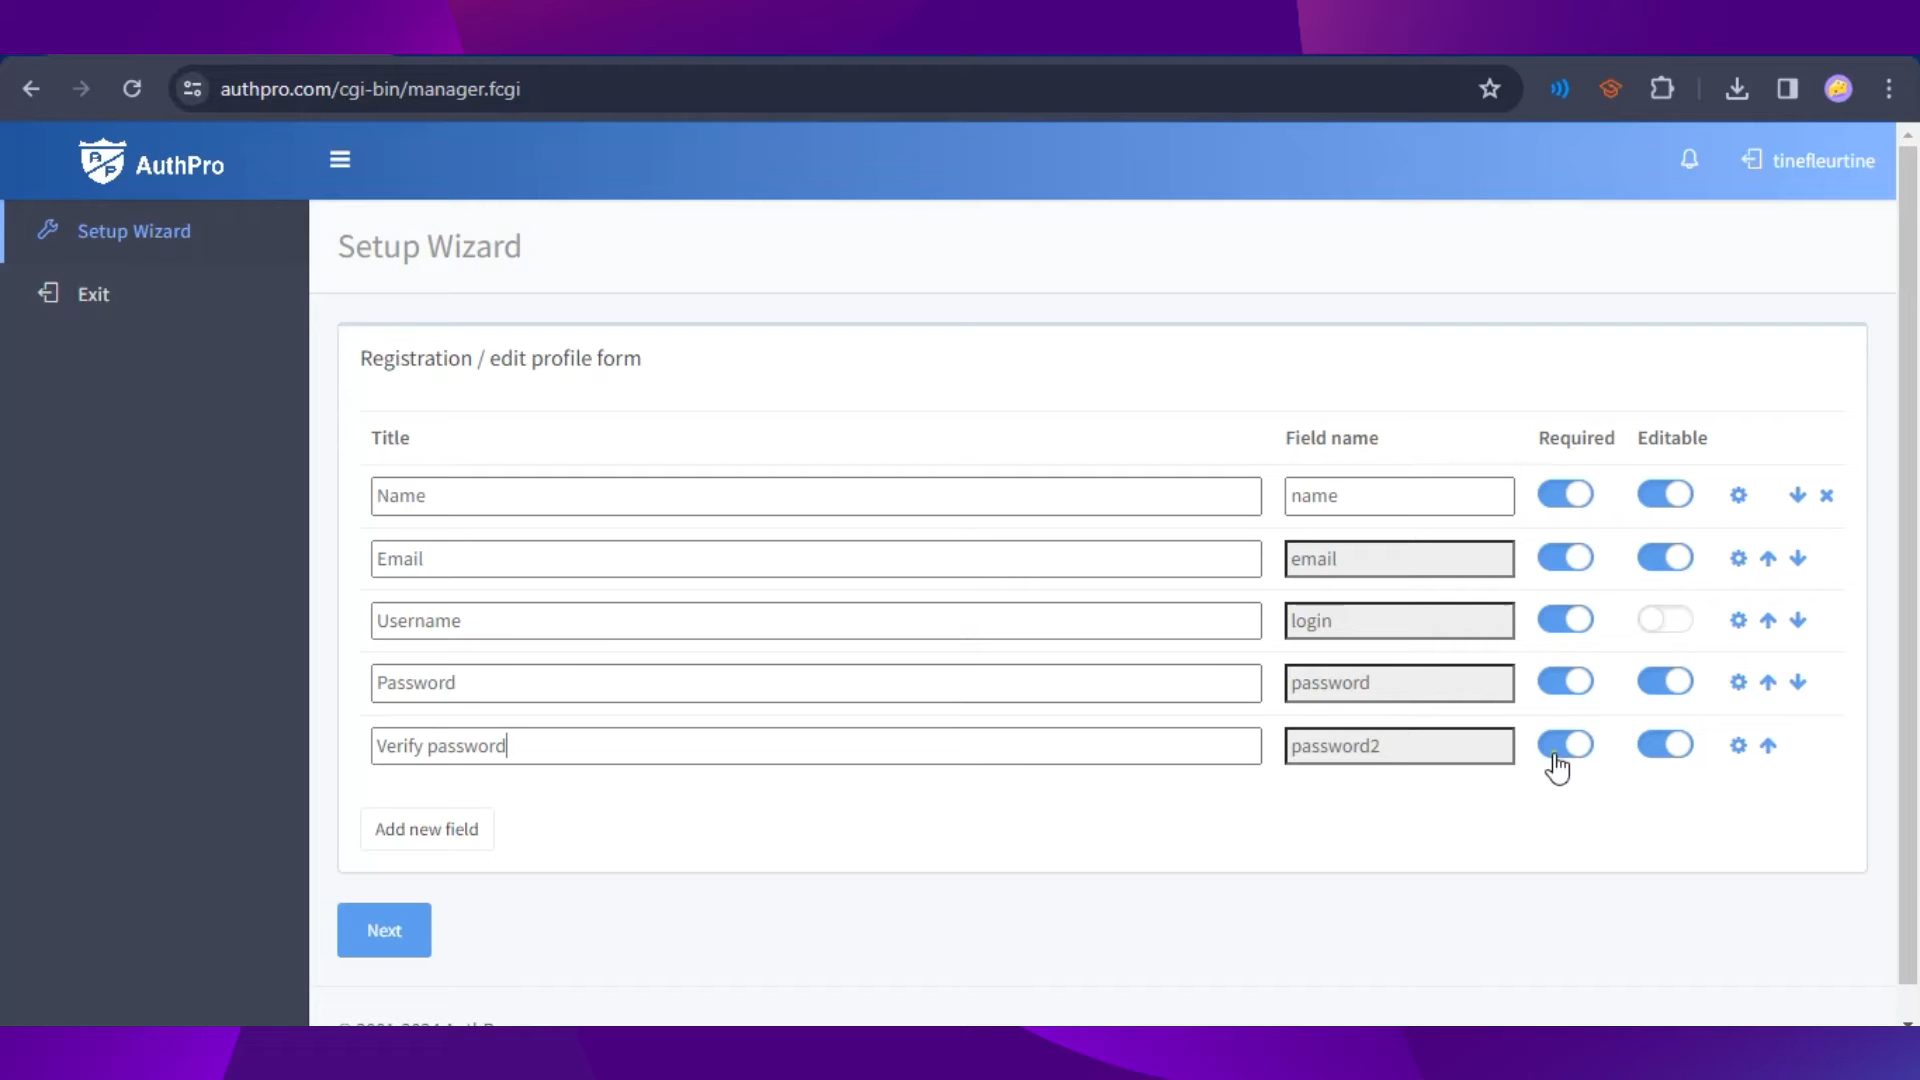 authpro.com/cgi-bin/manager.fcgi
AuthPro
tinefleurtine
Setup Wizard
Exit
Setup Wizard
Registration / edit profile form
Title Field name Required Editable
Name name
Email email
Username login
Password password
Verify password password2
Add new field
Next